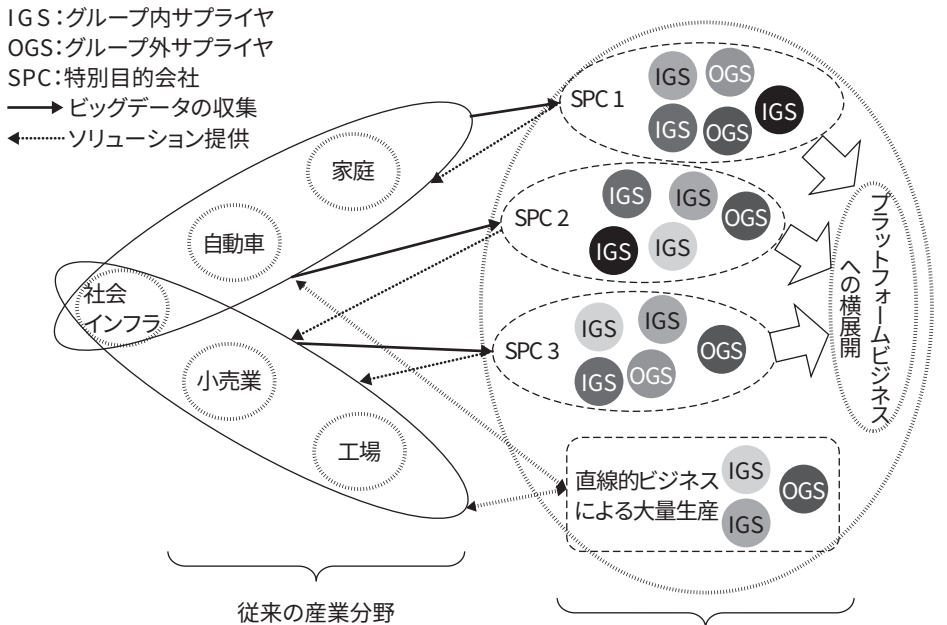 IGS：グループ内サプライヤ
OGS：グループ外サプライヤ
SPC：特別目的会社
ビッグデータの収集
ソリューション提供
家庭
自動車
社会
インフラ
小売業
工場
従来の産業分野
SPC 1
IGS
OGS
IGS
IGS
OGS
SPC 2
IGS
IGS
OGS
IGS
IGS
SPC 3
IGS
IGS
OGS
IGS
OGS
直線的ビジネス
による大量生産
IGS
OGS
IGS
プラットフォームビジネス
への横展開